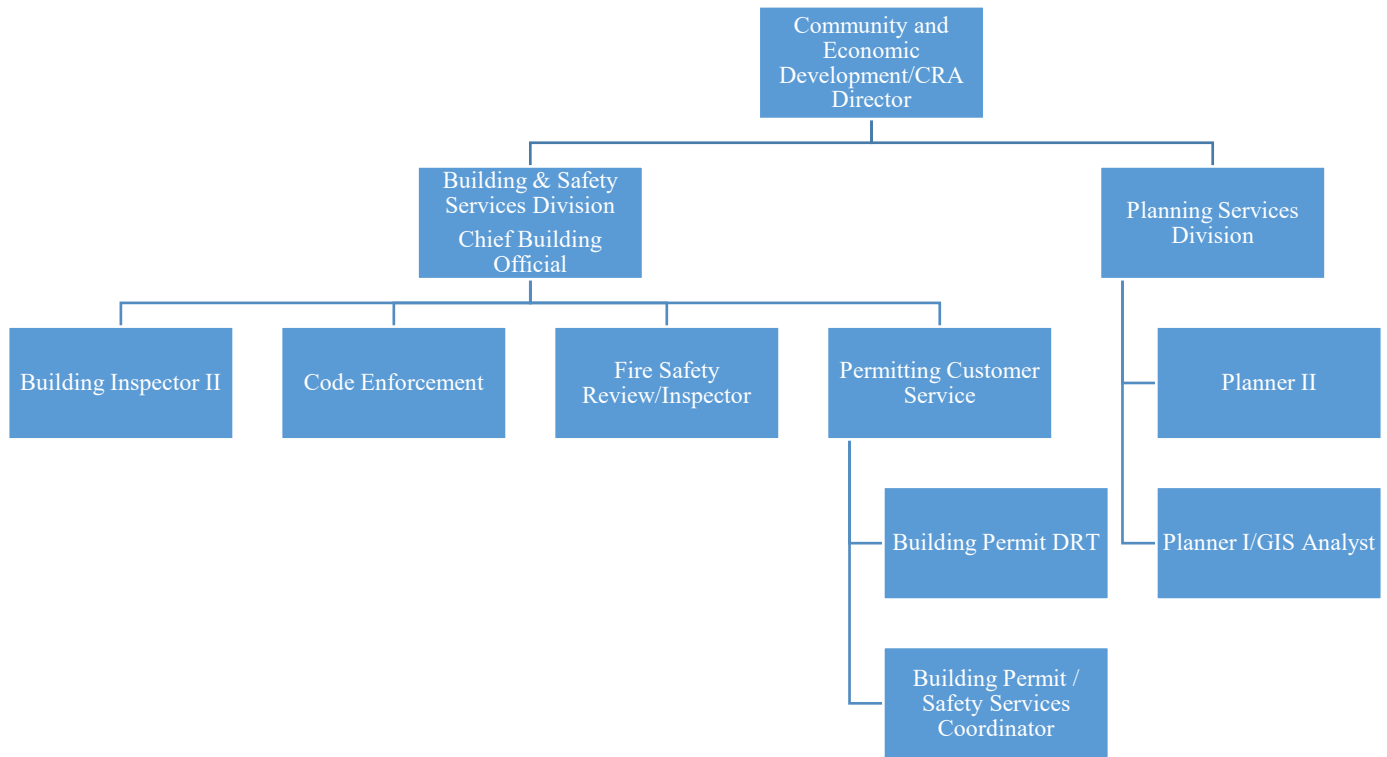 Community and
Economic
Development/CRA
Director
Building & Safety
Services Division
Chief Building
Official
Planning Services
Division
Building Inspector II
Code Enforcement
Fire Safety
Review/Inspector
Permitting Customer
Service
Planner II
Building Permit DRT
Planner I/GIS Analyst
Building Permit /
Safety Services
Coordinator